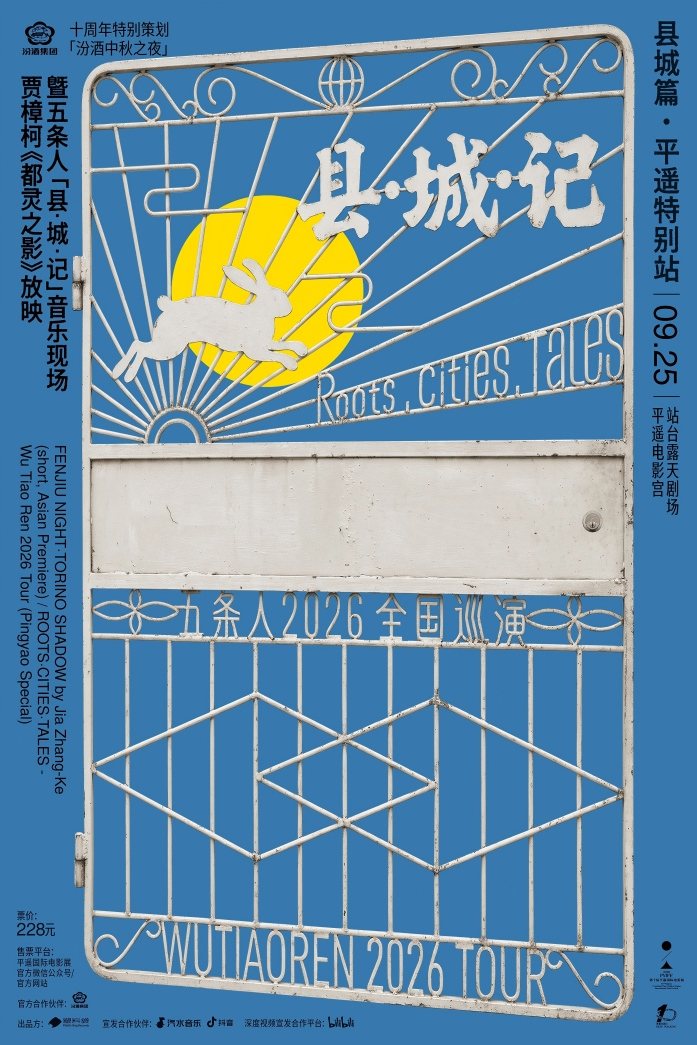 汾酒集团
十周年特别策划
「汾酒中秋之夜」
暨五条人「县·城·记」音乐现场
贾樟柯《都灵之影》放映
县城篇·平遥特别站
09.25
站台露天剧场
平遥电影宫
县·城·记
Roots.cities.Tales
FENJIU NIGHT·TORINO SHADOW by Jia Zhang-Ke
(short, Asian Premiere) / ROOTS·CITIES·TALES -
Wu Tiao Ren 2026 Tour (Pingyao Special)
五条人2026全国巡演
WUTIAOREN 2026 TOUR
票价:
228元
售票平台:
平遥国际电影展
官方微信公众号/
官方网站
官方合作伙伴:
汾酒集团
出品方:
宣发合作伙伴: 汽水音乐 抖音
深度视频宣发合作平台: bilibili